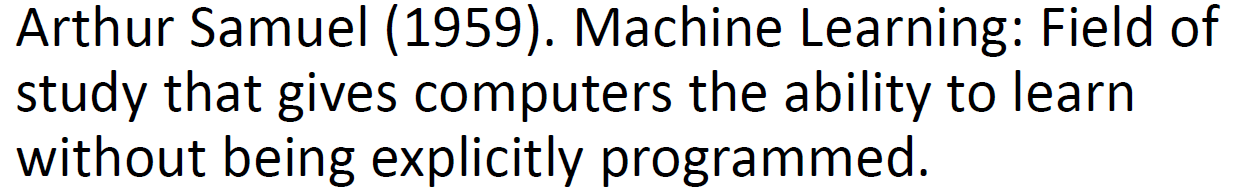 Arthur Samuel (1959). Machine Learning: Field of
study that gives computers the ability to learn
without being explicitly programmed.